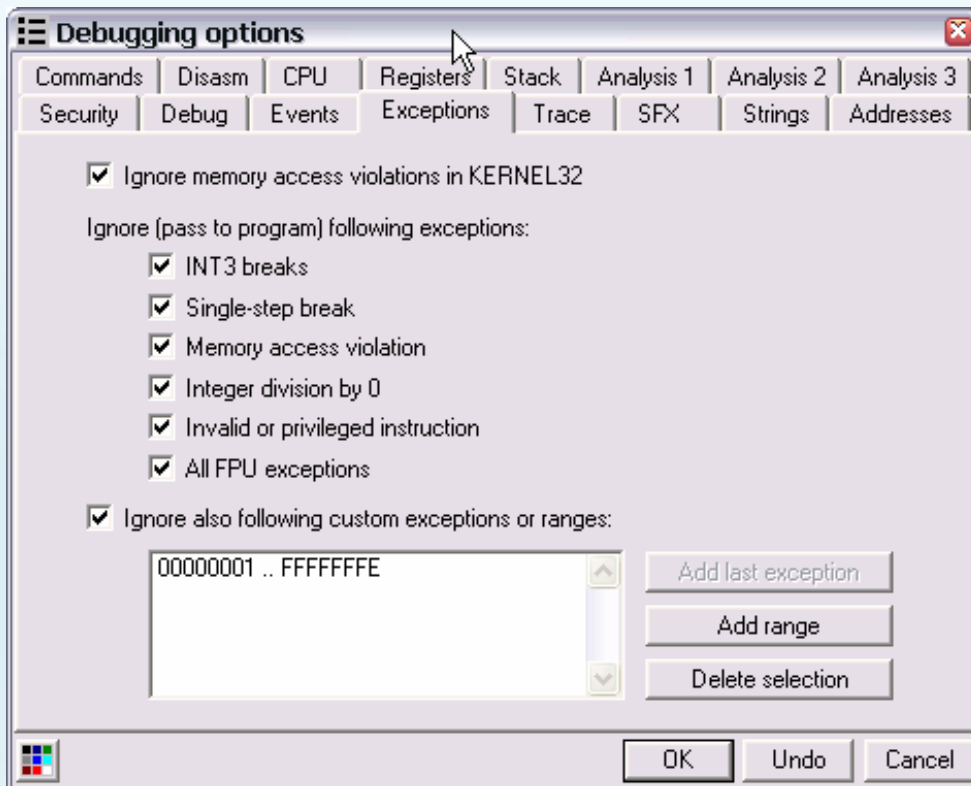 Debugging options
Commands Disasm CPU Registers Stack Analysis 1 Analysis 2 Analysis 3
Security Debug Events Exceptions Trace SFX Strings Addresses
Ignore memory access violations in KERNEL32
Ignore (pass to program) following exceptions:
INT3 breaks
Single-step break
Memory access violation
Integer division by 0
Invalid or privileged instruction
All FPU exceptions
Ignore also following custom exceptions or ranges:
00000001 .. FFFFFFFE
Add last exception
Add range
Delete selection
OK Undo Cancel